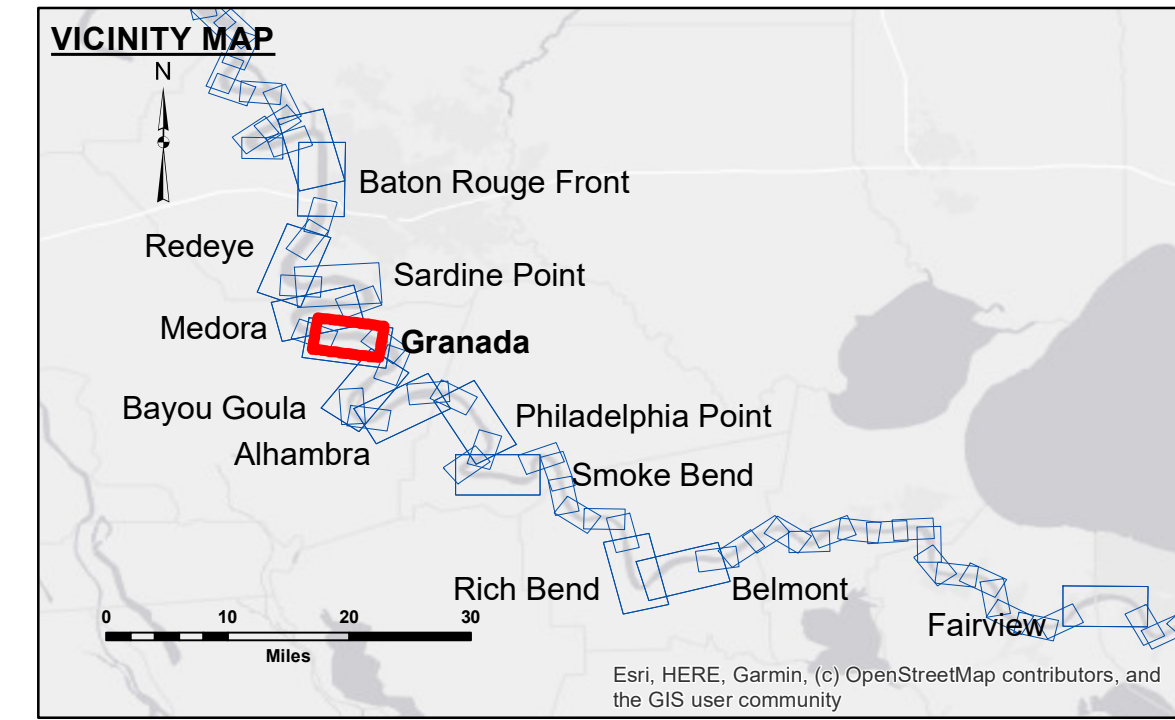 VICINITY MAP
N
Baton Rouge Front
Redeye
Sardine Point
Medora
Granada
Bayou Goula
Philadelphia Point
Alhambra
Smoke Bend
Rich Bend
Belmont
Fairview
0 10 20 30
Miles
Esri, HERE, Garmin, (c) OpenStreetMap contributors, and
the GIS user community